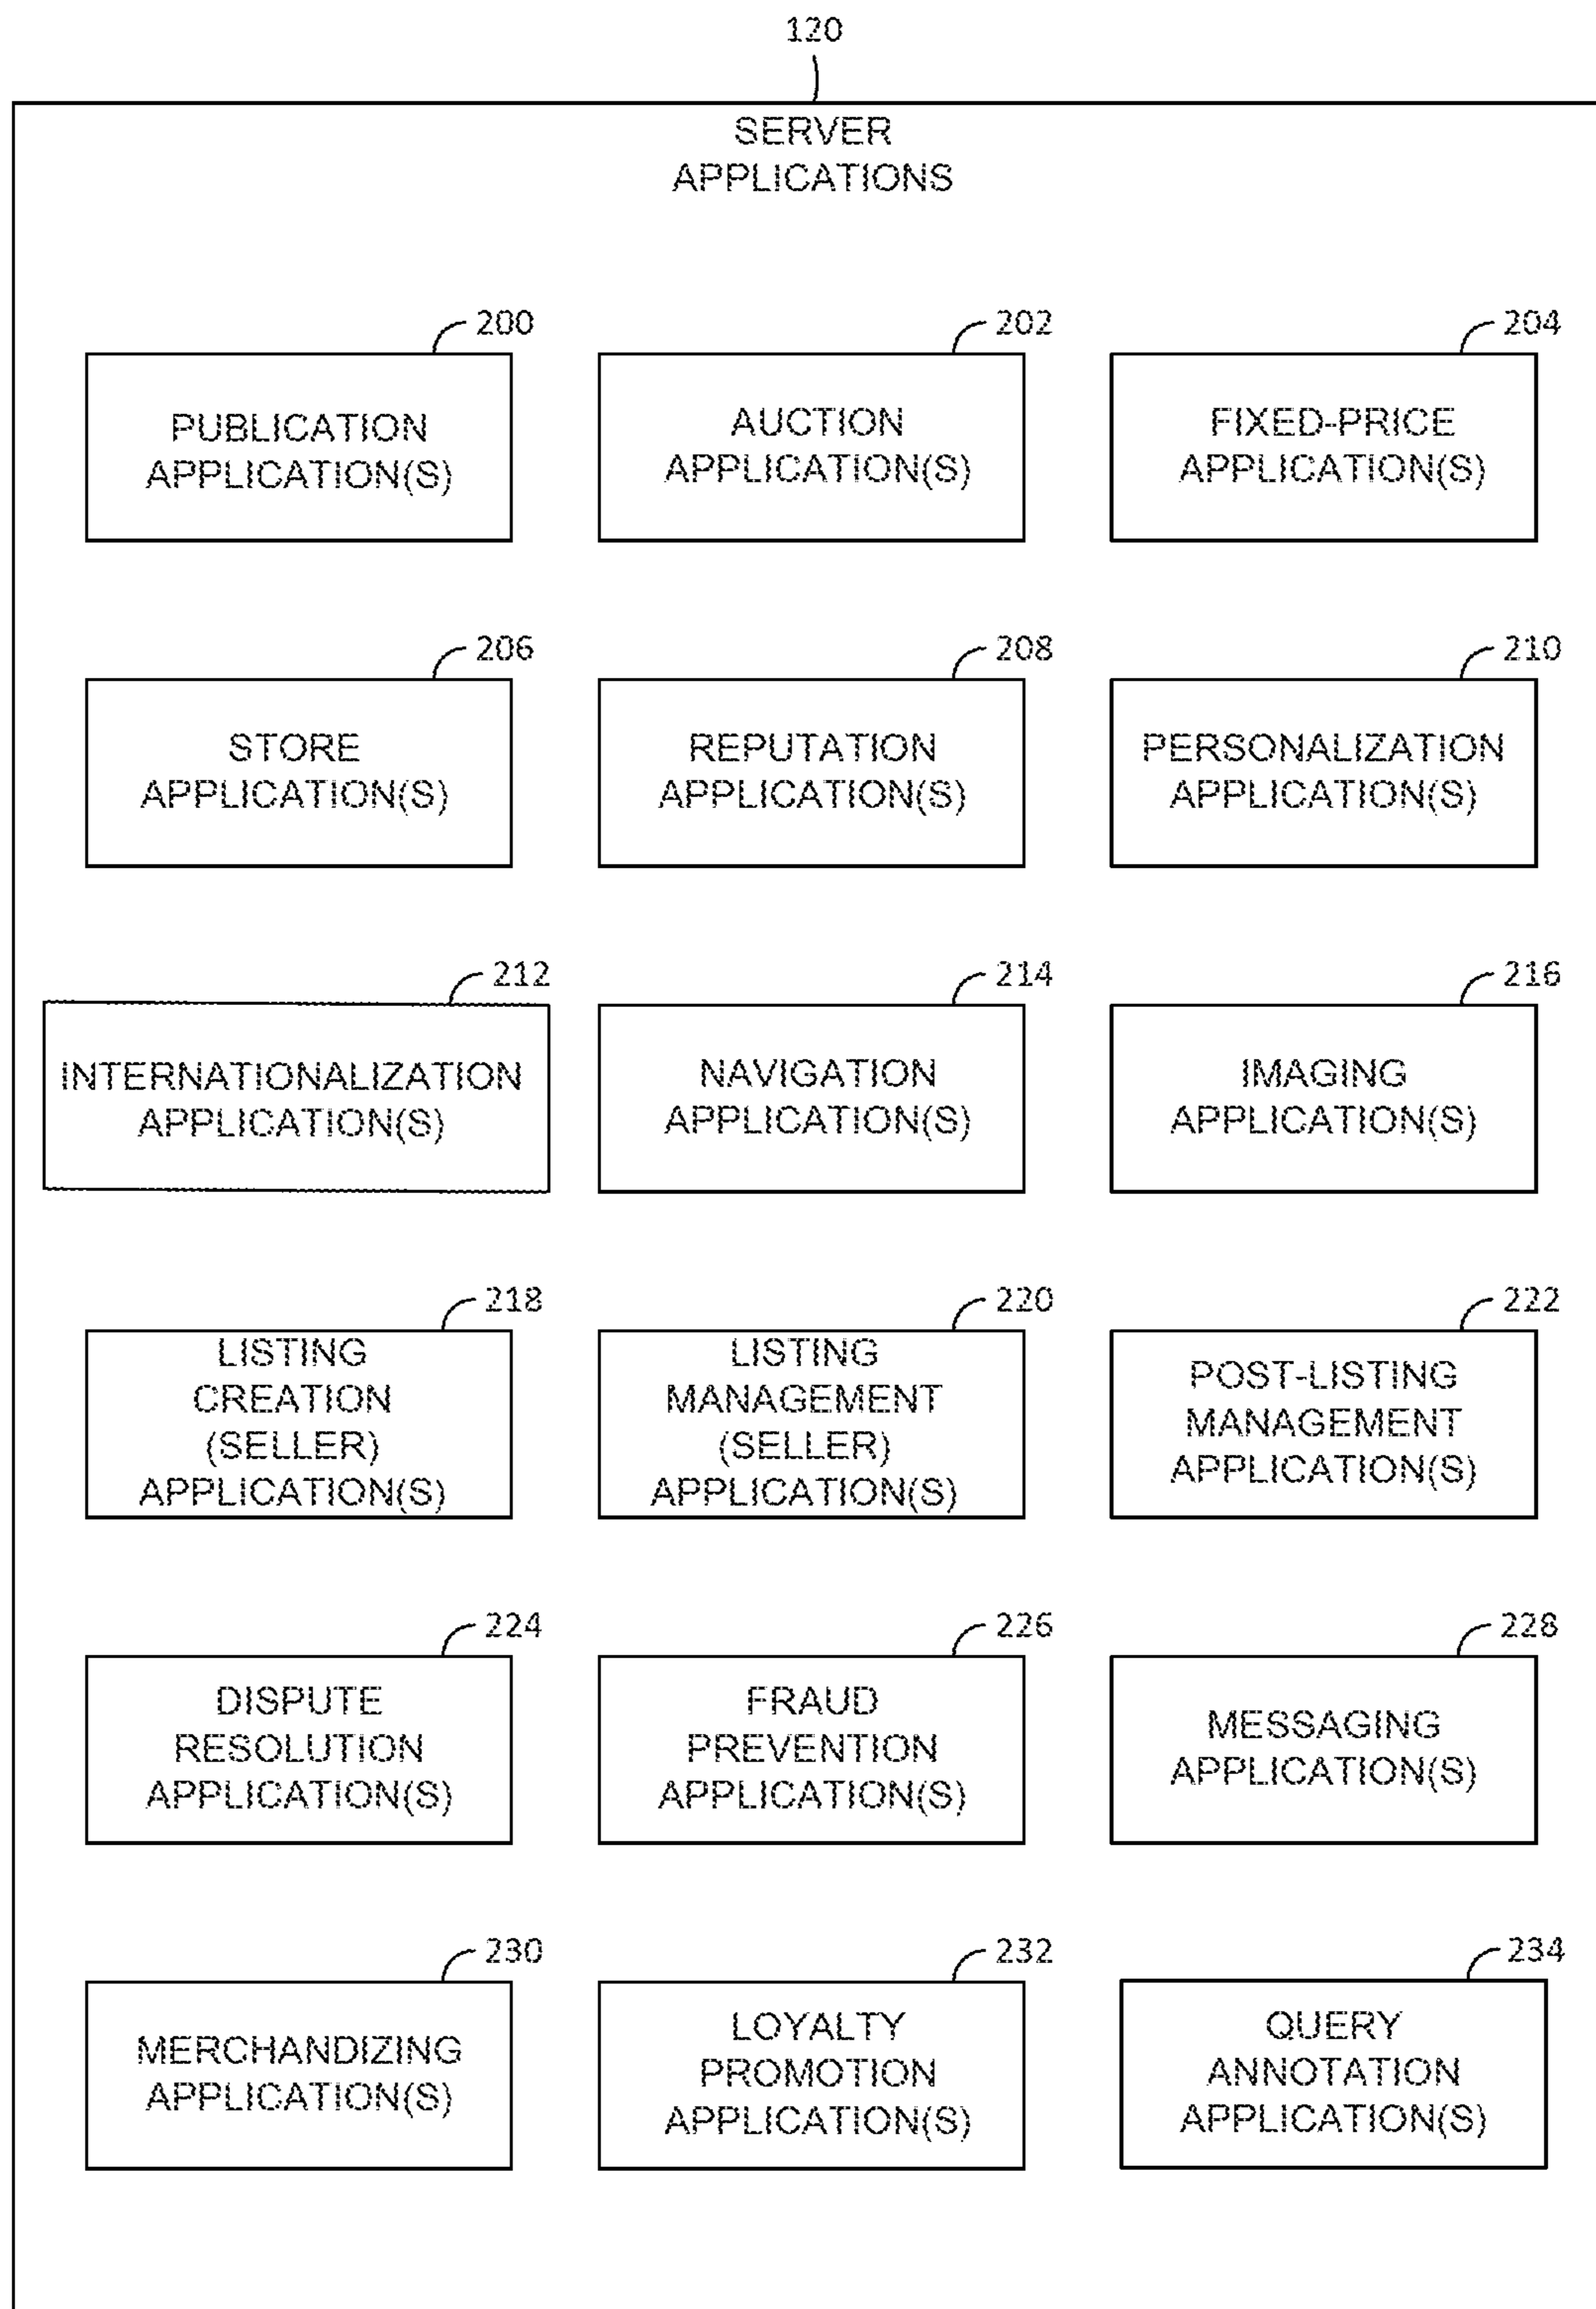 120
SERVER
APPLICATIONS
200
PUBLICATION
APPLICATION(S)
202
AUCTION
APPLICATION(S)
204
FIXED-PRICE
APPLICATION(S)
206
STORE
APPLICATION(S)
208
REPUTATION
APPLICATION(S)
210
PERSONALIZATION
APPLICATION(S)
212
INTERNATIONALIZATION
APPLICATION(S)
214
NAVIGATION
APPLICATION(S)
216
IMAGING
APPLICATION(S)
218
LISTING
CREATION
(SELLER)
APPLICATION(S)
220
LISTING
MANAGEMENT
(SELLER)
APPLICATION(S)
222
POST-LISTING
MANAGEMENT
APPLICATION(S)
224
DISPUTE
RESOLUTION
APPLICATION(S)
226
FRAUD
PREVENTION
APPLICATION(S)
228
MESSAGING
APPLICATION(S)
230
MERCHANDIZING
APPLICATION(S)
232
LOYALTY
PROMOTION
APPLICATION(S)
234
QUERY
ANNOTATION
APPLICATION(S)